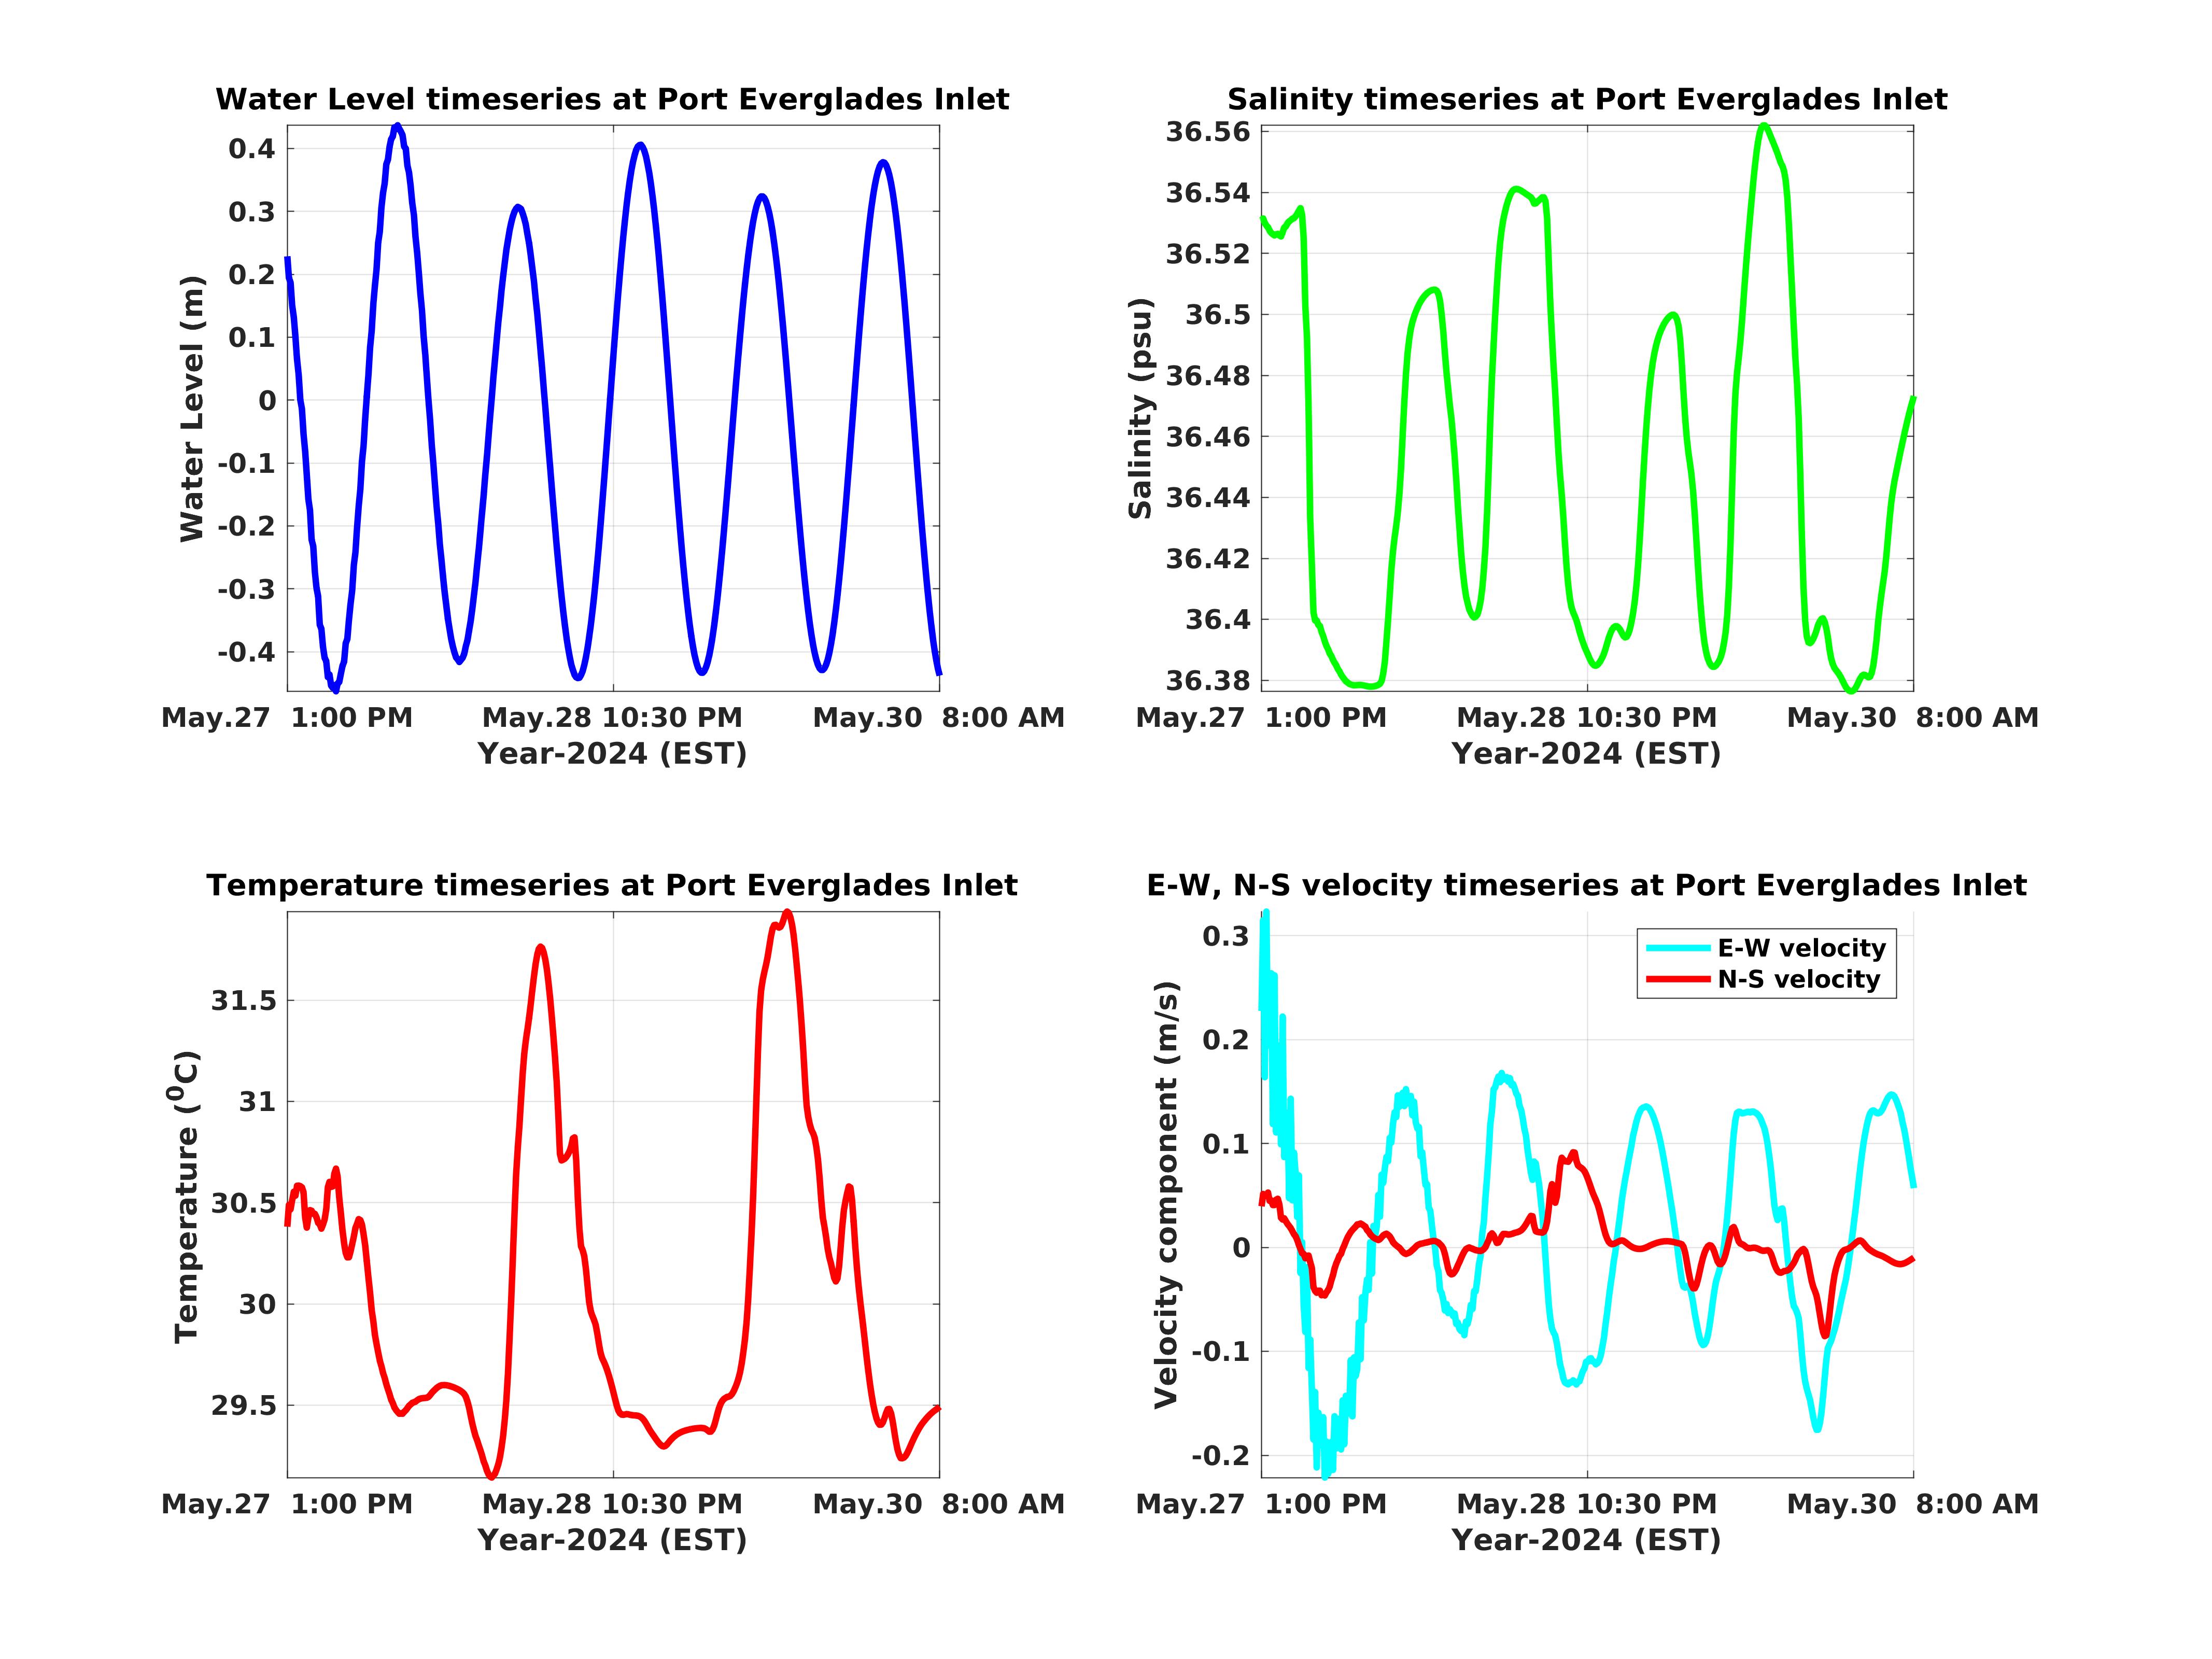 Water Level timeseries at Port Everglades Inlet
Water Level (m)
0.4
0.3
0.2
0.1
0
-0.1
-0.2
-0.3
-0.4
May.27 1:00 PM May.28 10:30 PM May.30 8:00 AM
Year-2024 (EST)
Salinity timeseries at Port Everglades Inlet
Salinity (psu)
36.56
36.54
36.52
36.5
36.48
36.46
36.44
36.42
36.4
36.38
May.27 1:00 PM May.28 10:30 PM May.30 8:00 AM
Year-2024 (EST)
Temperature timeseries at Port Everglades Inlet
Temperature (⁰C)
31.5
31
30.5
30
29.5
May.27 1:00 PM May.28 10:30 PM May.30 8:00 AM
Year-2024 (EST)
E-W, N-S velocity timeseries at Port Everglades Inlet
Velocity component (m/s)
0.3
0.2
0.1
0
-0.1
-0.2
E-W velocity
N-S velocity
May.27 1:00 PM May.28 10:30 PM May.30 8:00 AM
Year-2024 (EST)